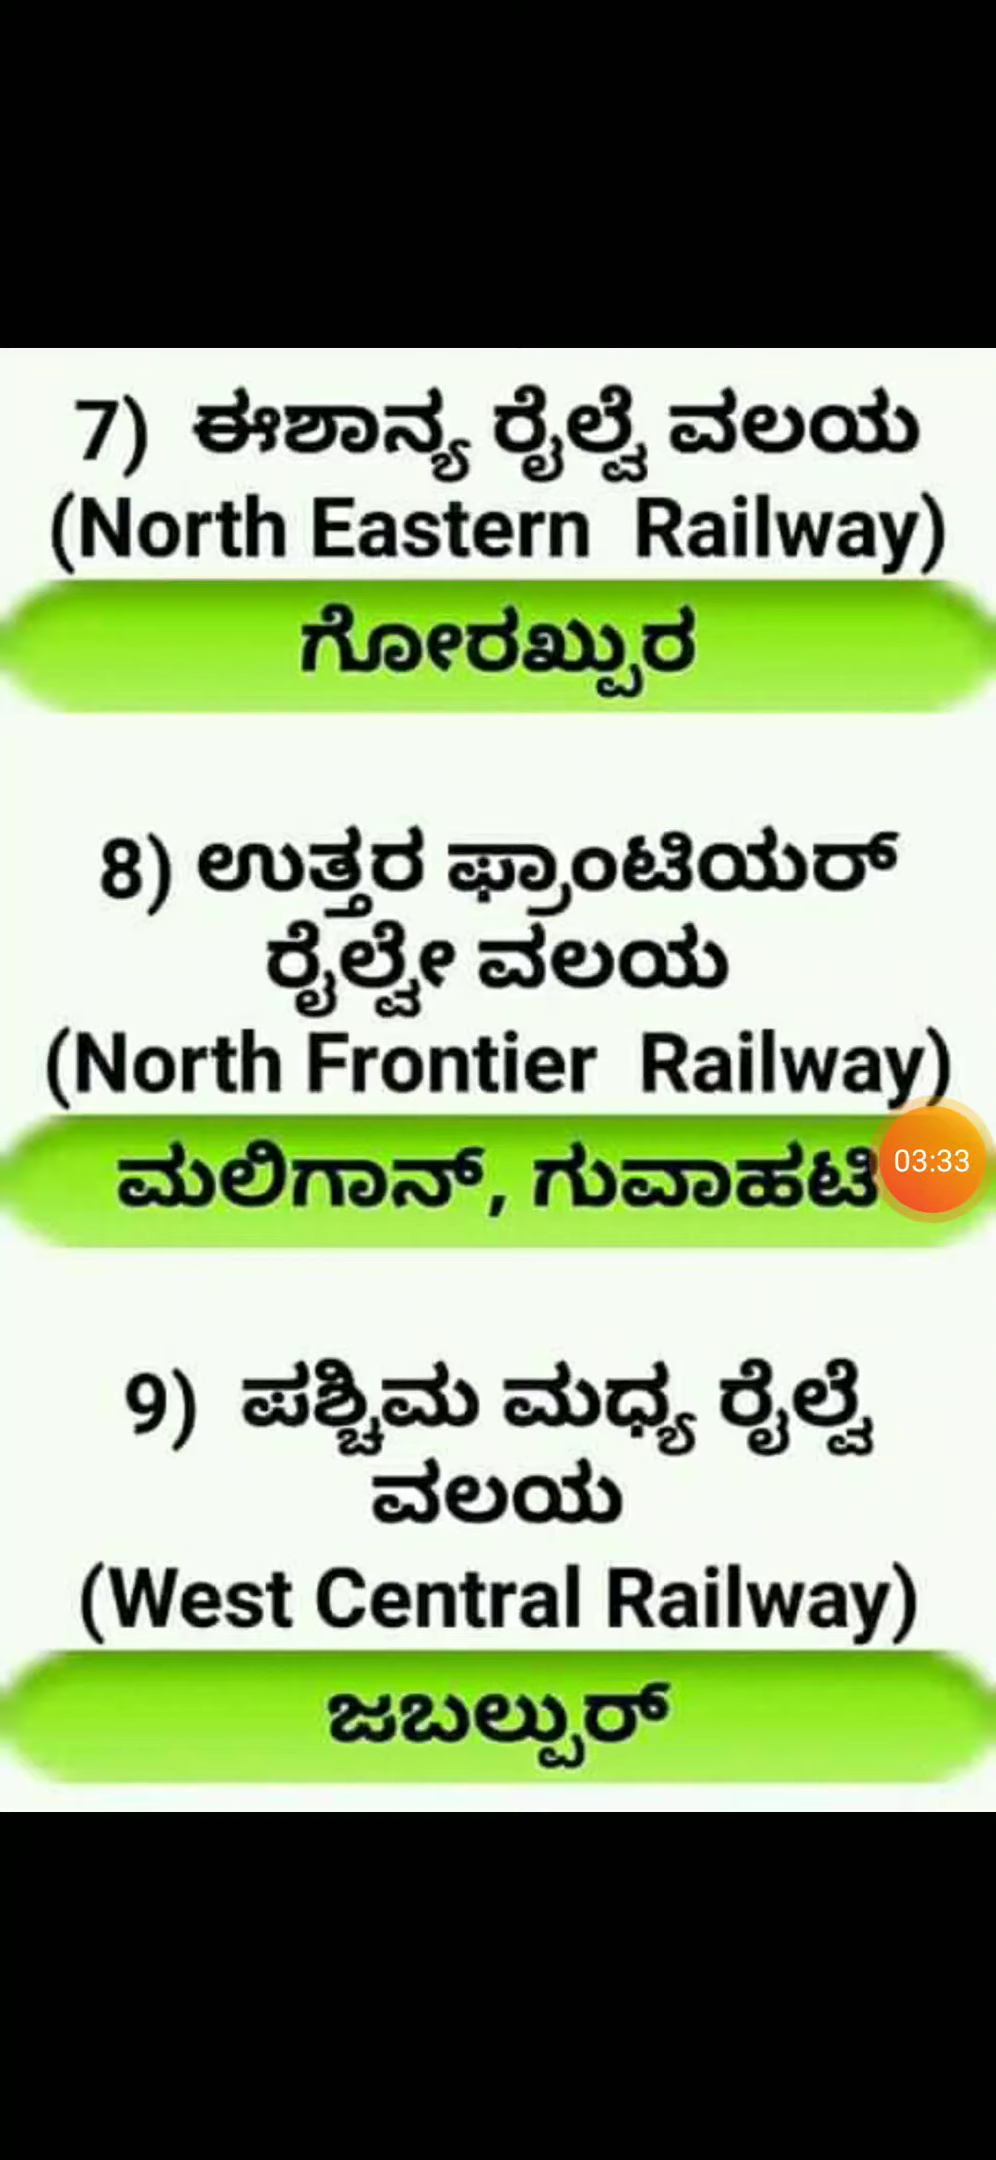 7) ಈಶಾನ್ಯ ರೈಲ್ವೆ ವಲಯ
(North Eastern Railway)
ಗೋರಖ್ಪುರ
8) ಉತ್ತರ ಫ್ರಾಂಟಿಯರ್
ರೈಲ್ವೇ ವಲಯ
(North Frontier Railway)
ಮಲಿಗಾನ್, ಗುವಾಹಟಿ
03:33
9) ಪಶ್ಚಿಮ ಮಧ್ಯ ರೈಲ್ವೆ
ವಲಯ
(West Central Railway)
ಜಬಲ್ಪುರ್